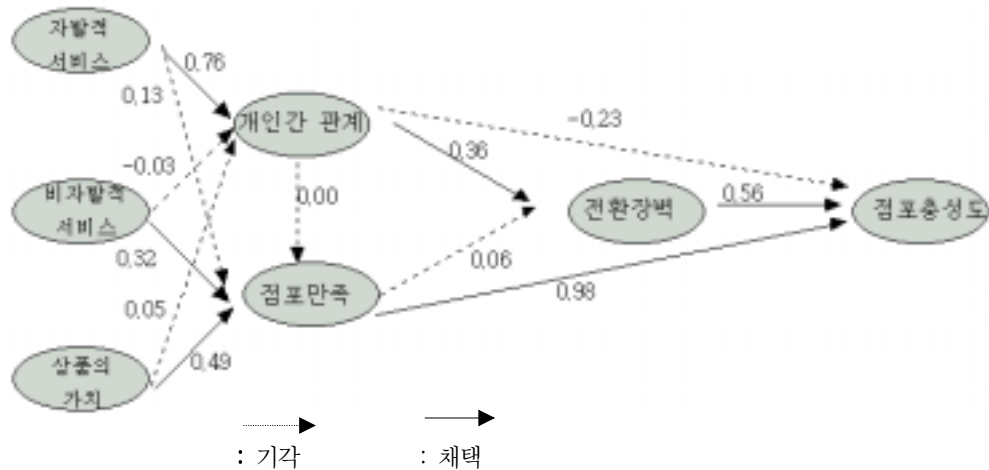 자발적
서비스
0.76
0.13
개인간 관계
-0.23
-0.03
0.36
비자발적
서비스
0.00
전환장벽
0.56
점포충성도
0.32
0.06
점포만족
0.98
0.05
0.49
상품의
가치
: 기각
: 채택